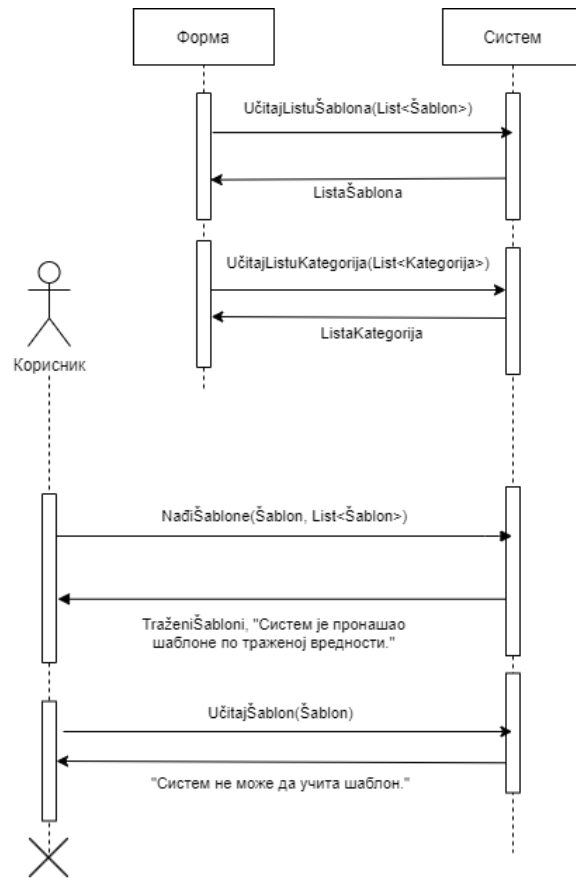 Форма
Систем
UčitajListuŠablona(List<Šablon>)
ListaŠablona
UčitajListuKategorija(List<Kategorija>)
ListaKategorija
Корисник
NađiŠablone(Šablon, List<Šablon>)
TraženiŠabloni, "Систем је пронашао
шаблоне по траженој вредности."
UčitajŠablon(Šablon)
"Систем не може да учита шаблон."